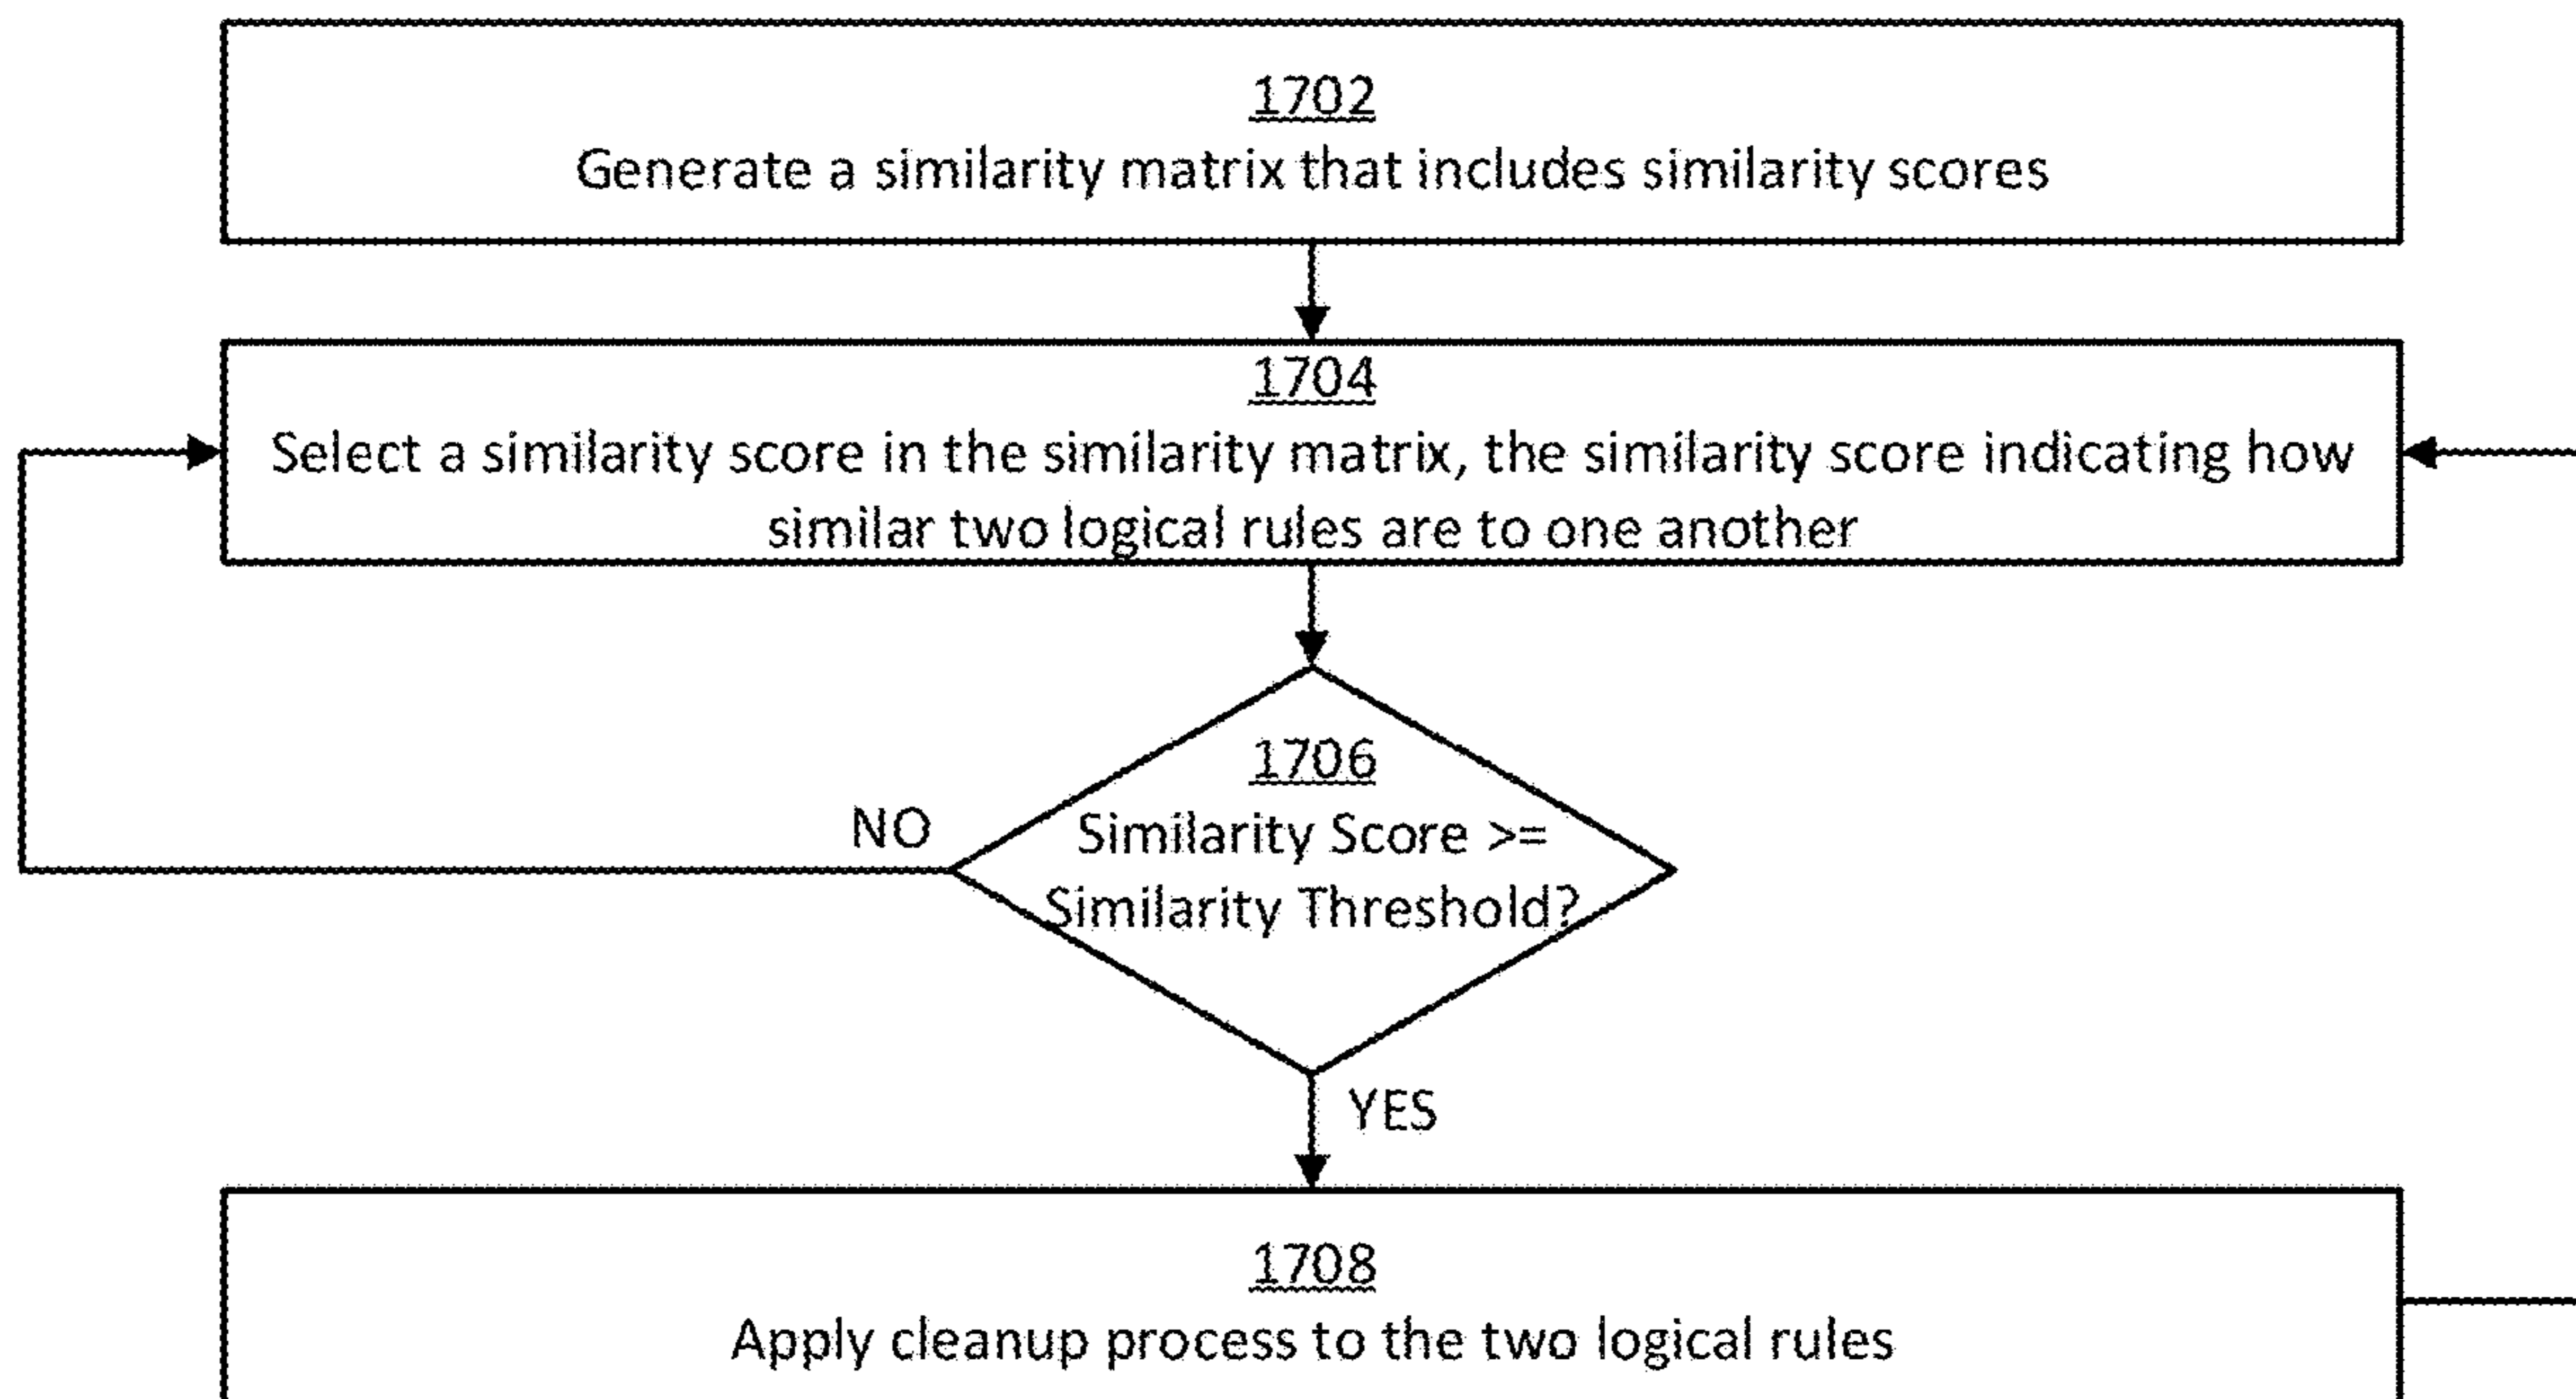 1702
Generate a similarity matrix that includes similarity scores
1704
Select a similarity score in the similarity matrix, the similarity score indicating how
similar two logical rules are to one another
1706
NO
Similarity Score >=
Similarity Threshold?
YES
1708
Apply cleanup process to the two logical rules